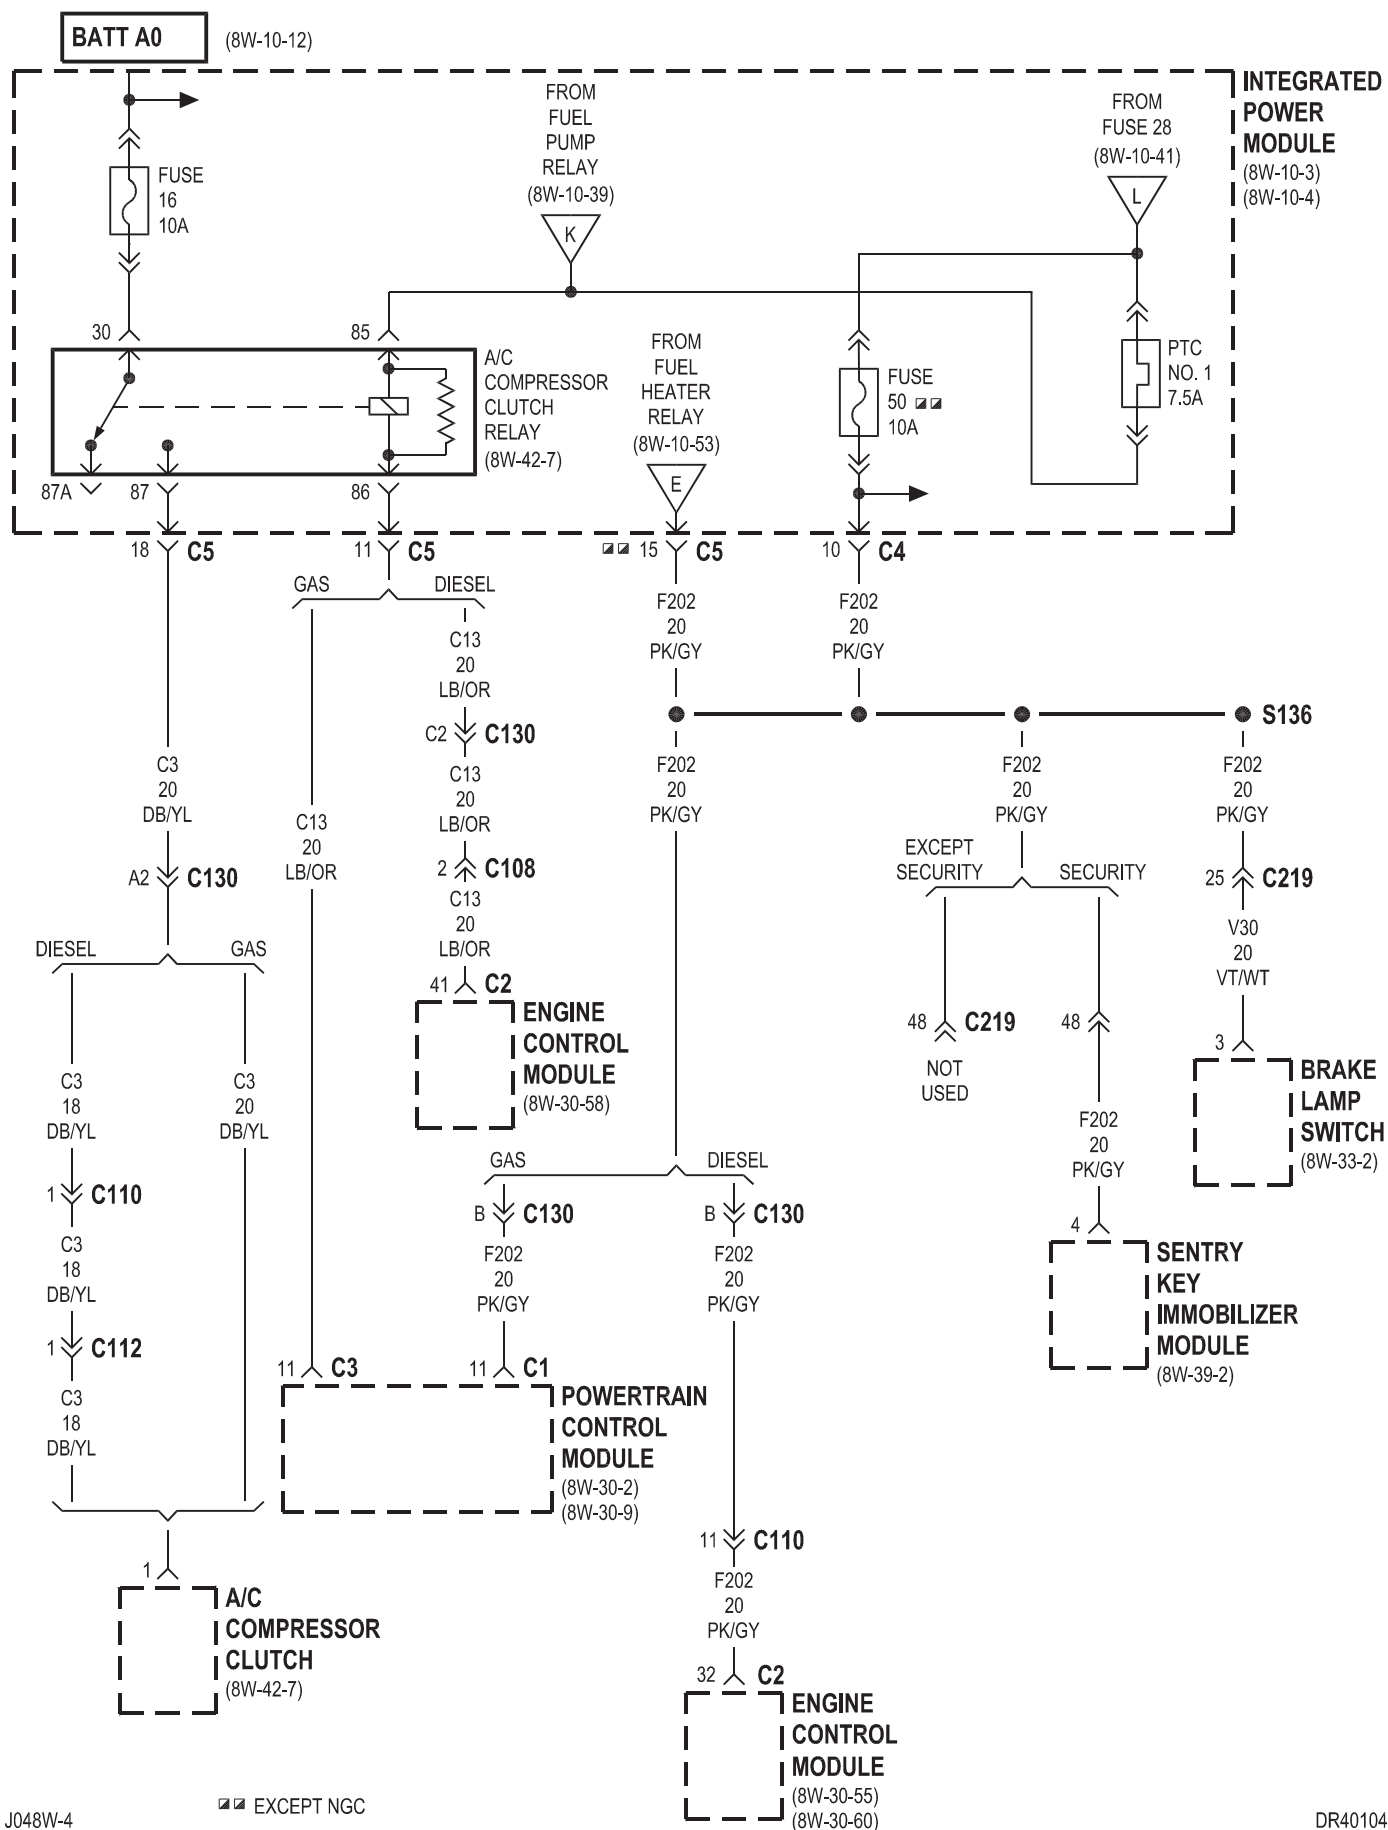 BATT A0
(8W-10-12)
INTEGRATED
POWER
MODULE
(8W-10-3)
(8W-10-4)
FROM
FUEL
PUMP
RELAY
(8W-10-39)
K
FROM
FUSE 28
(8W-10-41)
L
FUSE
16
10A
30
85
A/C
COMPRESSOR
CLUTCH
RELAY
(8W-42-7)
FROM
FUEL
HEATER
RELAY
(8W-10-53)
E
FUSE
50
10A
PTC
NO. 1
7.5A
87A
87
86
18 C5
11 C5
15 C5
10 C4
GAS
DIESEL
C13
20
LB/OR
C2 C130
C13
20
LB/OR
2 C108
C13
20
LB/OR
41 C2
ENGINE
CONTROL
MODULE
(8W-30-58)
F202
20
PK/GY
F202
20
PK/GY
S136
C3
20
DB/YL
A2 C130
C13
20
LB/OR
F202
20
PK/GY
F202
20
PK/GY
F202
20
PK/GY
EXCEPT
SECURITY
SECURITY
25 C219
V30
20
VT/WT
DIESEL
GAS
48 C219
NOT
USED
48
3
BRAKE
LAMP
SWITCH
(8W-33-2)
C3
18
DB/YL
C3
20
DB/YL
F202
20
PK/GY
1 C110
GAS
DIESEL
B C130
B C130
4
SENTRY
KEY
IMMOBILIZER
MODULE
(8W-39-2)
C3
18
DB/YL
F202
20
PK/GY
F202
20
PK/GY
1 C112
11 C3
11 C1
POWERTRAIN
CONTROL
MODULE
(8W-30-2)
(8W-30-9)
C3
18
DB/YL
11 C110
F202
20
PK/GY
1
A/C
COMPRESSOR
CLUTCH
(8W-42-7)
32 C2
ENGINE
CONTROL
MODULE
(8W-30-55)
(8W-30-60)
EXCEPT NGC
J048W-4
DR40104